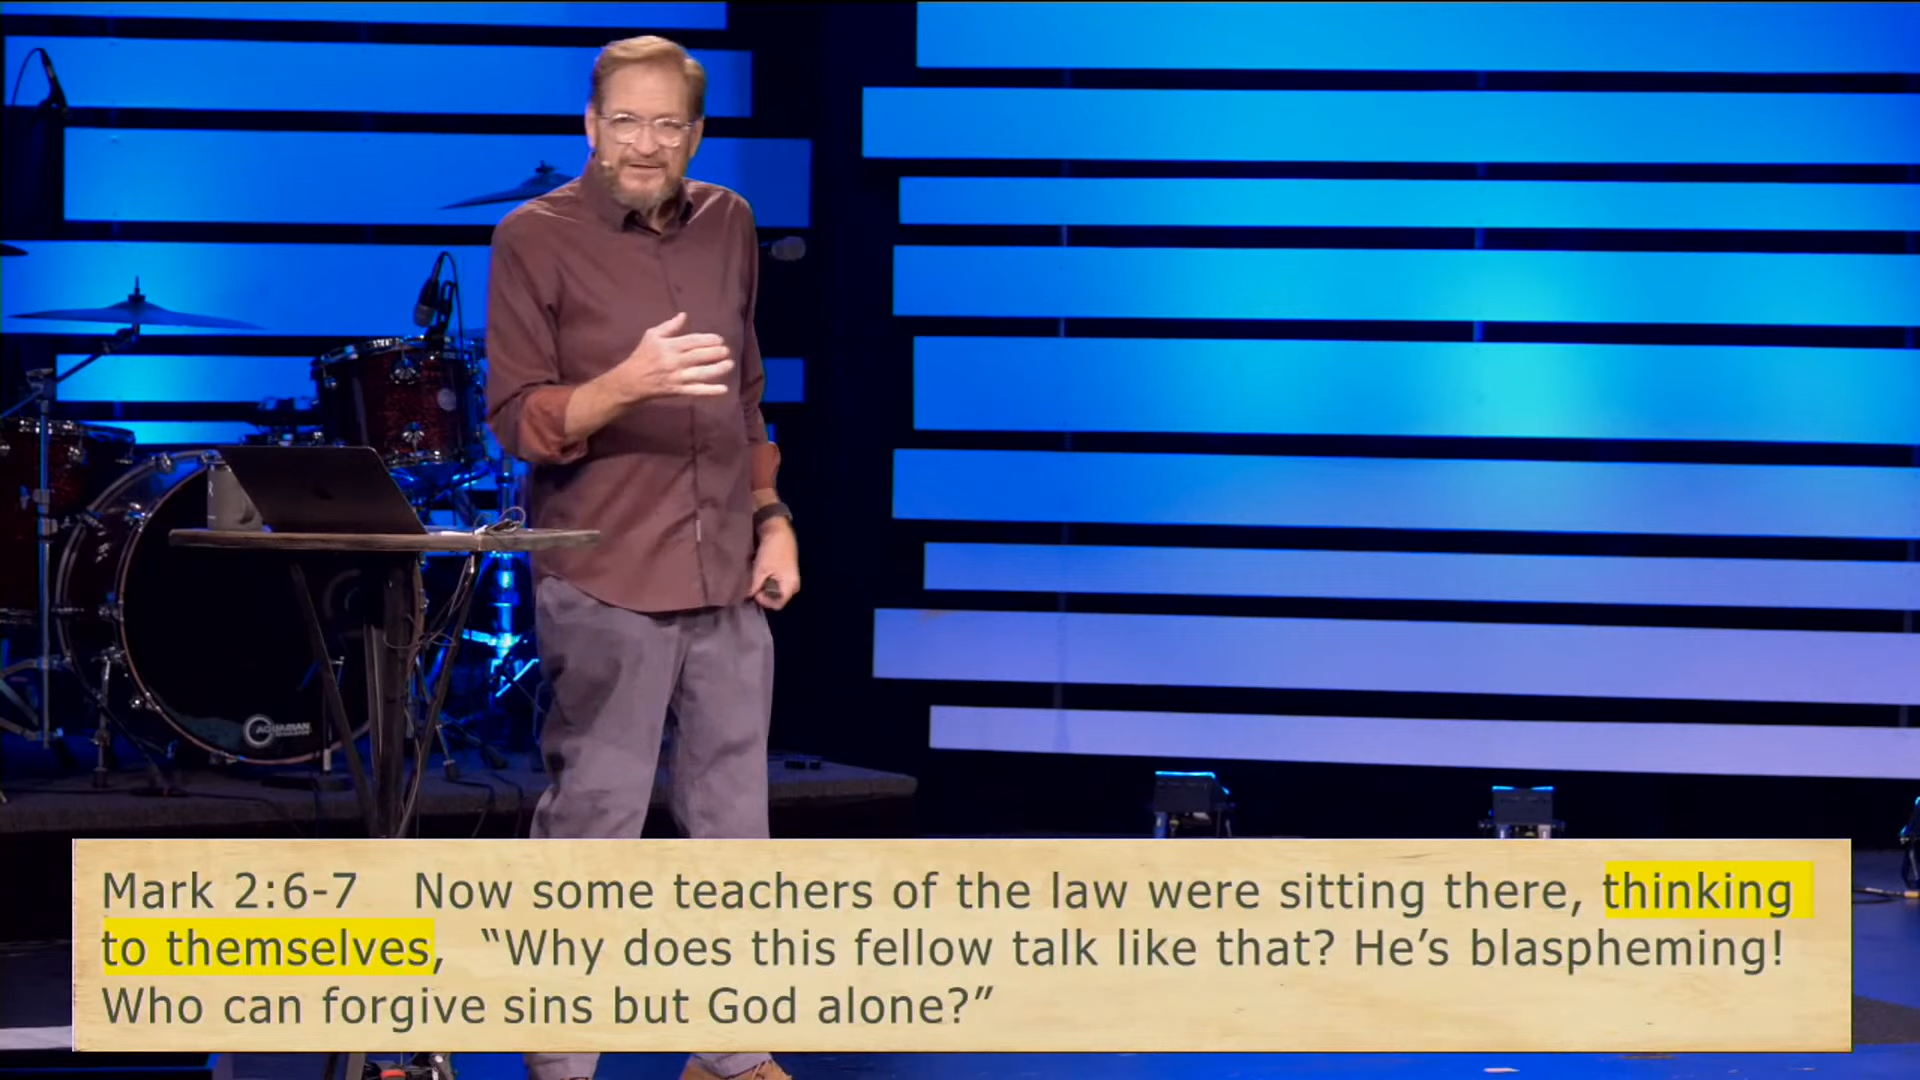 Mark 2:6-7 Now some teachers of the law were sitting there, thinking
to themselves, “Why does this fellow talk like that? He’s blaspheming!
Who can forgive sins but God alone?”
AQUARIAN